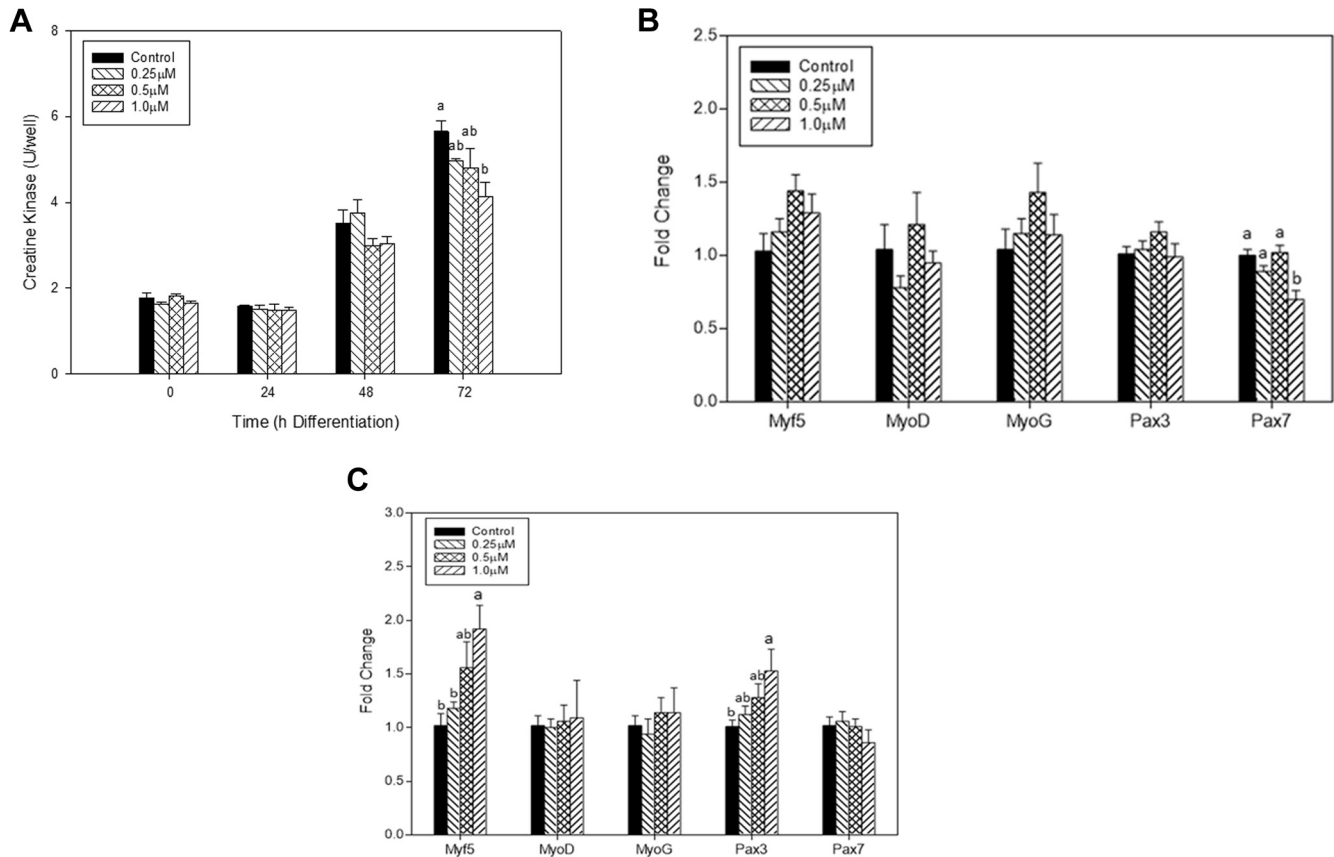 A
8
6
4
2
0
Creatine Kinase (U/well)
Control
0.25μM
0.5μM
1.0μM
a
ab
ab
b
0 24 48 72
Time (h Differentiation)
B
2.5
2.0
1.5
1.0
0.5
0.0
Fold Change
Control
0.25μM
0.5μM
1.0μM
a
a
a
b
Myf5 MyoD MyoG Pax3 Pax7
C
3.0
2.5
2.0
1.5
1.0
0.5
0.0
Fold Change
Control
0.25μM
0.5μM
1.0μM
b
b
ab
a
b
ab
ab
a
Myf5 MyoD MyoG Pax3 Pax7